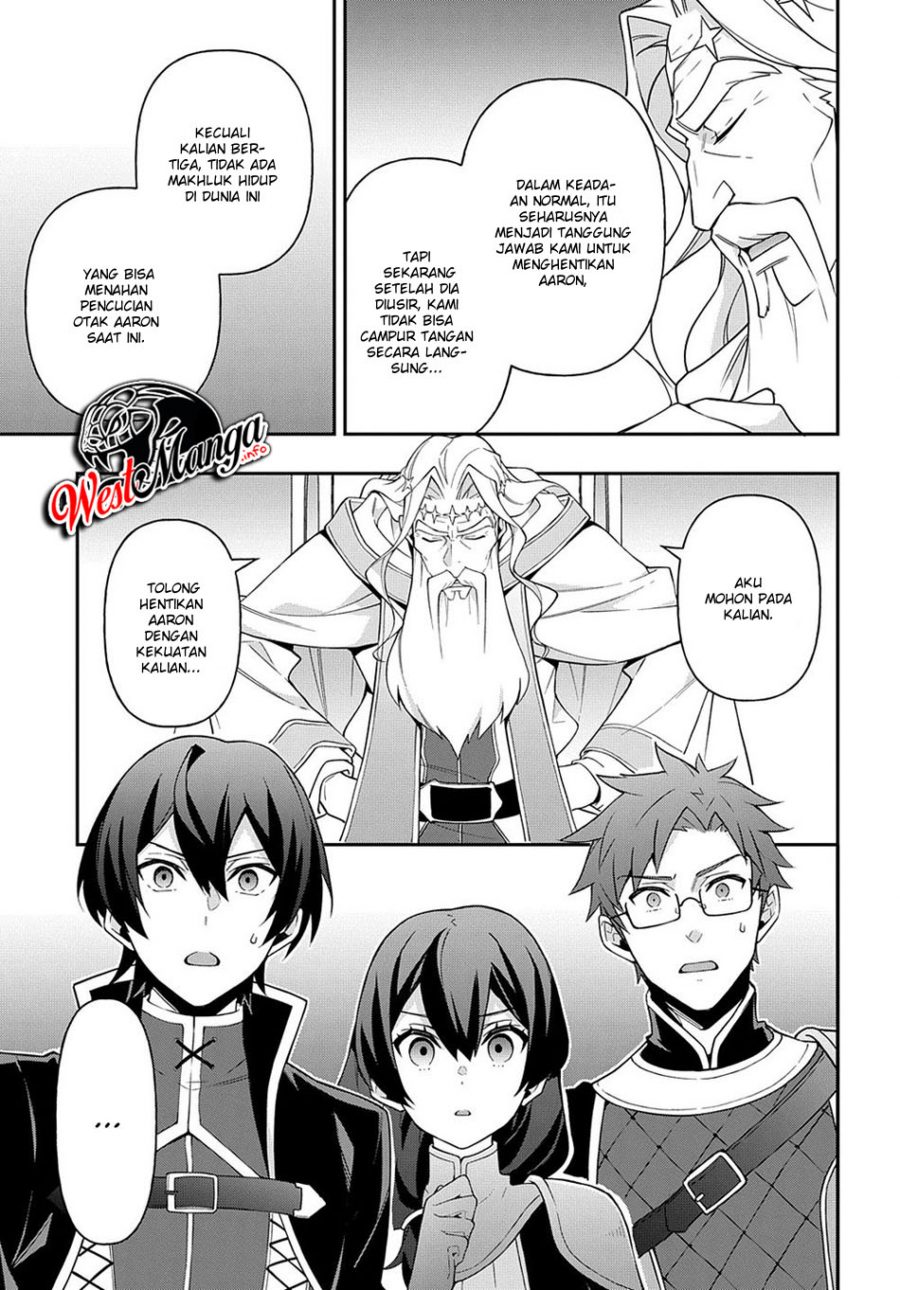 DALAM KEADA-
AN NORMAL, ITU
SEHARUSNYA
MENJADI TANGGUNG
JAWAB KAMI UNTUK
MENGHENTIKAN
AARON,
TAPI
SEKARANG
SETELAH DIA
DIUSIR, KAMI
TIDAK BISA
CAMPUR TANGAN
SECARA LANG-
SUNG...
KECUALI
KALIAN BER-
TIGA, TIDAK ADA
MAKHLUK HIDUP
DI DUNIA INI
YANG BISA
MENAHAN
PENCUCIAN
OTAK AARON
SAAT INI.
WestManga
.info
AKU
MOHON PADA
KALIAN.
TOLONG
HENTIKAN
AARON
DENGAN
KEKUATAN
KALIAN...
...